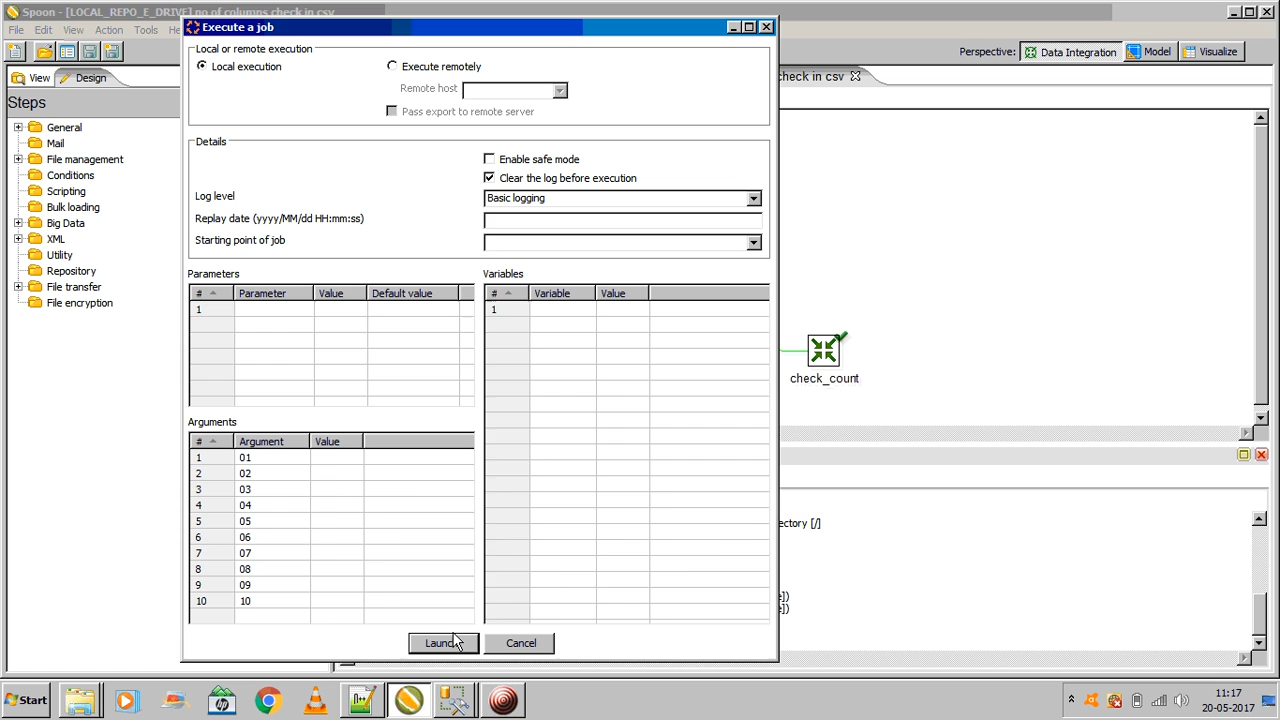 Spoon - [LOCAL_REPO_E_DRIVE] no of columns check in csv
Execute a job
File Edit View Action Tools He
Perspective: Data Integration Model Visualize
View Design
check in csv
Steps
General
Mail
File management
Conditions
Scripting
Bulk loading
Big Data
XML
Utility
Repository
File transfer
File encryption
Local or remote execution
Local execution Execute remotely
Remote host
Pass export to remote server
Details
Enable safe mode
Clear the log before execution
Log level Basic logging
Replay date (yyyy/MM/dd HH:mm:ss)
Starting point of job
Parameters Variables
# Parameter Value Default value # Variable Value
1 1
Arguments
# Argument Value
1 01
2 02
3 03
4 04
5 05
6 06
7 07
8 08
9 09
10 10
Cancel
check_count
ectory [/]
e])
e])
Start
11:17
20-05-2017